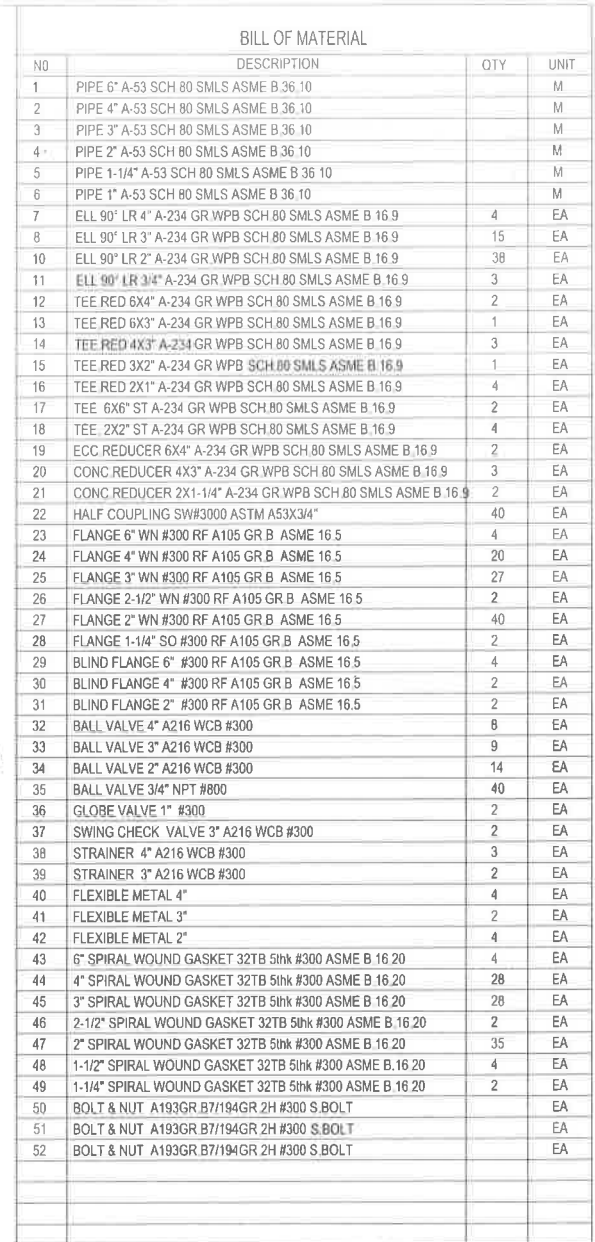 BILL OF MATERIAL
NO DESCRIPTION QTY UNIT
1 PIPE 6" A-53 SCH 80 SMLS ASME B.36.10 M
2 PIPE 4" A-53 SCH 80 SMLS ASME B.36.10 M
3 PIPE 3" A-53 SCH 80 SMLS ASME B.36.10 M
4 PIPE 2" A-53 SCH 80 SMLS ASME B.36.10 M
5 PIPE 1-1/4" A-53 SCH 80 SMLS ASME B.36.10 M
6 PIPE 1" A-53 SCH 80 SMLS ASME B.36.10 M
7 ELL 90° LR 4" A-234 GR.WPB SCH.80 SMLS ASME B.16.9 4 EA
8 ELL 90° LR 3" A-234 GR.WPB SCH.80 SMLS ASME B.16.9 15 EA
10 ELL 90° LR 2" A-234 GR.WPB SCH.80 SMLS ASME B.16.9 38 EA
11 ELL 90° LR 3/4" A-234 GR.WPB SCH.80 SMLS ASME B.16.9 3 EA
12 TEE.RED 6X4" A-234 GR.WPB SCH.80 SMLS ASME B.16.9 2 EA
13 TEE.RED 6X3" A-234 GR.WPB SCH.80 SMLS ASME B.16.9 1 EA
14 TEE.RED 4X3" A-234 GR.WPB SCH.80 SMLS ASME B.16.9 3 EA
15 TEE.RED 3X2" A-234 GR.WPB SCH.80 SMLS ASME B.16.9 1 EA
16 TEE.RED 2X1" A-234 GR.WPB SCH.80 SMLS ASME B.16.9 4 EA
17 TEE. 6X6" ST A-234 GR.WPB SCH.80 SMLS ASME B.16.9 2 EA
18 TEE. 2X2" ST A-234 GR.WPB SCH.80 SMLS ASME B.16.9 4 EA
19 ECC.REDUCER 6X4" A-234 GR.WPB SCH.80 SMLS ASME B.16.9 2 EA
20 CONC.REDUCER 4X3" A-234 GR.WPB SCH.80 SMLS ASME B.16.9 3 EA
21 CONC.REDUCER 2X1-1/4" A-234 GR.WPB SCH.80 SMLS ASME B.16.9 2 EA
22 HALF COUPLING SW#3000 ASTM A53X3/4" 40 EA
23 FLANGE 6" WN #300 RF A105 GR.B ASME 16.5 4 EA
24 FLANGE 4" WN #300 RF A105 GR.B ASME 16.5 20 EA
25 FLANGE 3" WN #300 RF A105 GR.B ASME 16.5 27 EA
26 FLANGE 2-1/2" WN #300 RF A105 GR.B ASME 16.5 2 EA
27 FLANGE 2" WN #300 RF A105 GR.B ASME 16.5 40 EA
28 FLANGE 1-1/4" SO #300 RF A105 GR.B ASME 16.5 2 EA
29 BLIND FLANGE 6" #300 RF A105 GR.B ASME 16.5 4 EA
30 BLIND FLANGE 4" #300 RF A105 GR.B ASME 16.5 2 EA
31 BLIND FLANGE 2" #300 RF A105 GR.B ASME 16.5 2 EA
32 BALL VALVE 4" A216 WCB #300 8 EA
33 BALL VALVE 3" A216 WCB #300 9 EA
34 BALL VALVE 2" A216 WCB #300 14 EA
35 BALL VALVE 3/4" NPT #800 40 EA
36 GLOBE VALVE 1" #300 2 EA
37 SWING CHECK VALVE 3" A216 WCB #300 2 EA
38 STRAINER 4" A216 WCB #300 3 EA
39 STRAINER 3" A216 WCB #300 2 EA
40 FLEXIBLE METAL 4" 4 EA
41 FLEXIBLE METAL 3" 2 EA
42 FLEXIBLE METAL 2" 4 EA
43 6" SPIRAL WOUND GASKET 32TB 5thk #300 ASME B.16.20 4 EA
44 4" SPIRAL WOUND GASKET 32TB 5thk #300 ASME B.16.20 28 EA
45 3" SPIRAL WOUND GASKET 32TB 5thk #300 ASME B.16.20 28 EA
46 2-1/2" SPIRAL WOUND GASKET 32TB 5thk #300 ASME B.16.20 2 EA
47 2" SPIRAL WOUND GASKET 32TB 5thk #300 ASME B.16.20 35 EA
48 1-1/2" SPIRAL WOUND GASKET 32TB 5thk #300 ASME B.16.20 4 EA
49 1-1/4" SPIRAL WOUND GASKET 32TB 5thk #300 ASME B.16.20 2 EA
50 BOLT & NUT A193GR.B7/194GR.2H #300 S.BOLT EA
51 BOLT & NUT A193GR.B7/194GR.2H #300 S.BOLT EA
52 BOLT & NUT A193GR.B7/194GR.2H #300 S.BOLT EA